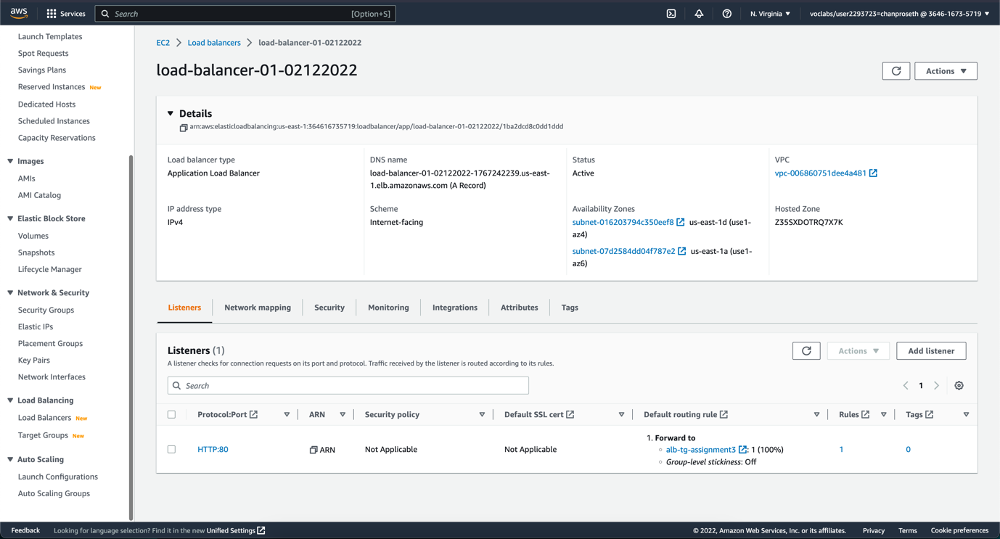 aws
Services
Search
[Option+S]
N. Virginia
voclabs/user2293723=chanproseth @ 3646-1673-5719
Launch Templates
Spot Requests
Savings Plans
Reserved Instances New
Dedicated Hosts
Scheduled Instances
Capacity Reservations
Images
AMIs
AMI Catalog
Elastic Block Store
Volumes
Snapshots
Lifecycle Manager
Network & Security
Security Groups
Elastic IPs
Placement Groups
Key Pairs
Network Interfaces
Load Balancing
Load Balancers New
Target Groups New
Auto Scaling
Launch Configurations
Auto Scaling Groups
EC2 > Load balancers > load-balancer-01-02122022
load-balancer-01-02122022
Actions
Details
arn:aws:elasticloadbalancing:us-east-1:364616735719:loadbalancer/app/load-balancer-01-02122022/1ba2dcd8c0dd1ddd
Load balancer type
Application Load Balancer
DNS name
load-balancer-01-02122022-1767242239.us-east-
1.elb.amazonaws.com (A Record)
Status
Active
VPC
vpc-006860751dee4a481
IP address type
IPv4
Scheme
Internet-facing
Availability Zones
subnet-016203794c350eef8 us-east-1d (use1-
az4)
subnet-07d2584dd04f787e2 us-east-1a (use1-
az6)
Hosted Zone
Z35SXDOTRQ7X7K
Listeners
Network mapping
Security
Monitoring
Integrations
Attributes
Tags
Listeners (1)
A listener checks for connection requests on its port and protocol. Traffic received by the listener is routed according to its rules.
Actions
Add listener
Search
1
Protocol:Port
ARN
Security policy
Default SSL cert
Default routing rule
Rules
Tags
HTTP:80
ARN
Not Applicable
Not Applicable
1. Forward to
alb-tg-assignment3: 1 (100%)
Group-level stickiness: Off
1
0
Feedback
Looking for language selection? Find it in the new Unified Settings
© 2022, Amazon Web Services, Inc. or its affiliates.
Privacy
Terms
Cookie preferences